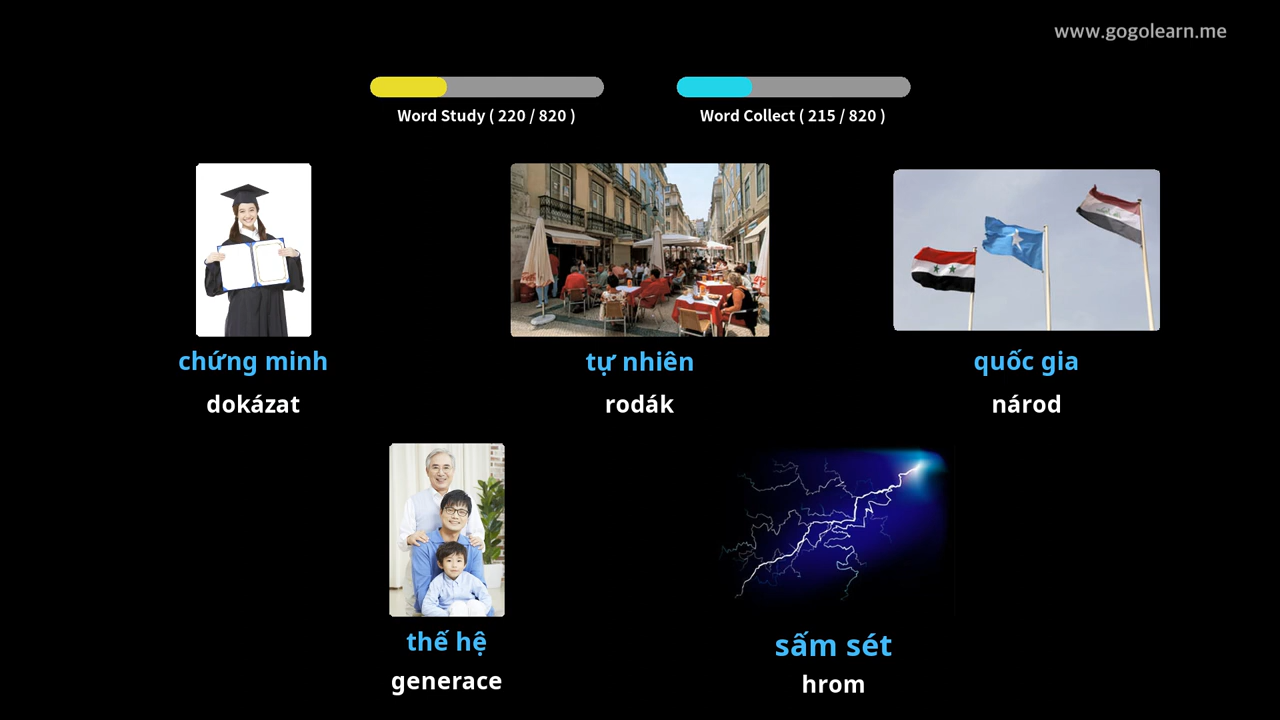 www.gogolearn.me
Word Study ( 220 / 820 )
Word Collect ( 215 / 820 )
chứng minh
dokázat
tự nhiên
rodák
quốc gia
národ
thế hệ
generace
sấm sét
hrom